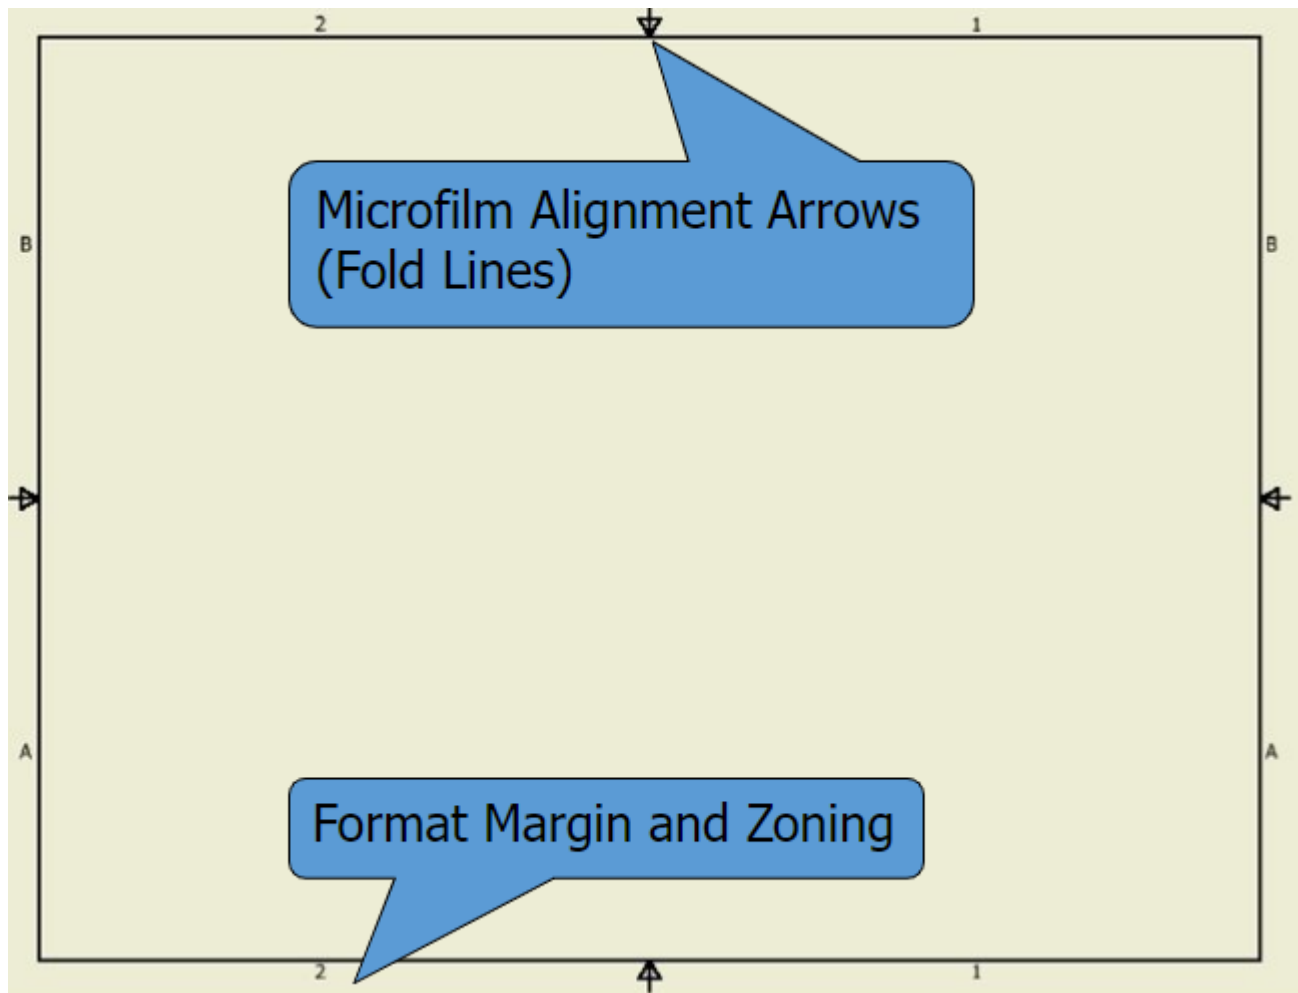 2 1
Microfilm Alignment Arrows
(Fold Lines)
B B
A A
Format Margin and Zoning
2 1